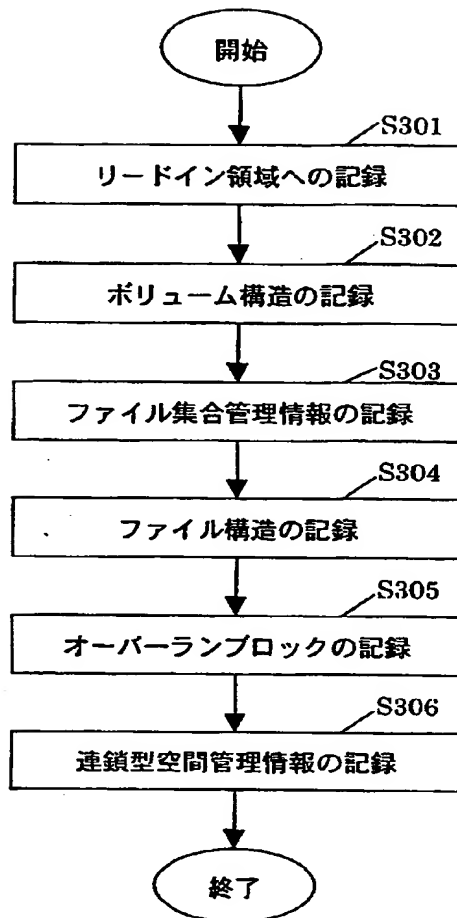 開始
S301
リードイン領域への記録
S302
ボリューム構造の記録
S303
ファイル集合管理情報の記録
S304
ファイル構造の記録
S305
オーバーランブロックの記録
S306
連鎖型空間管理情報の記録
終了